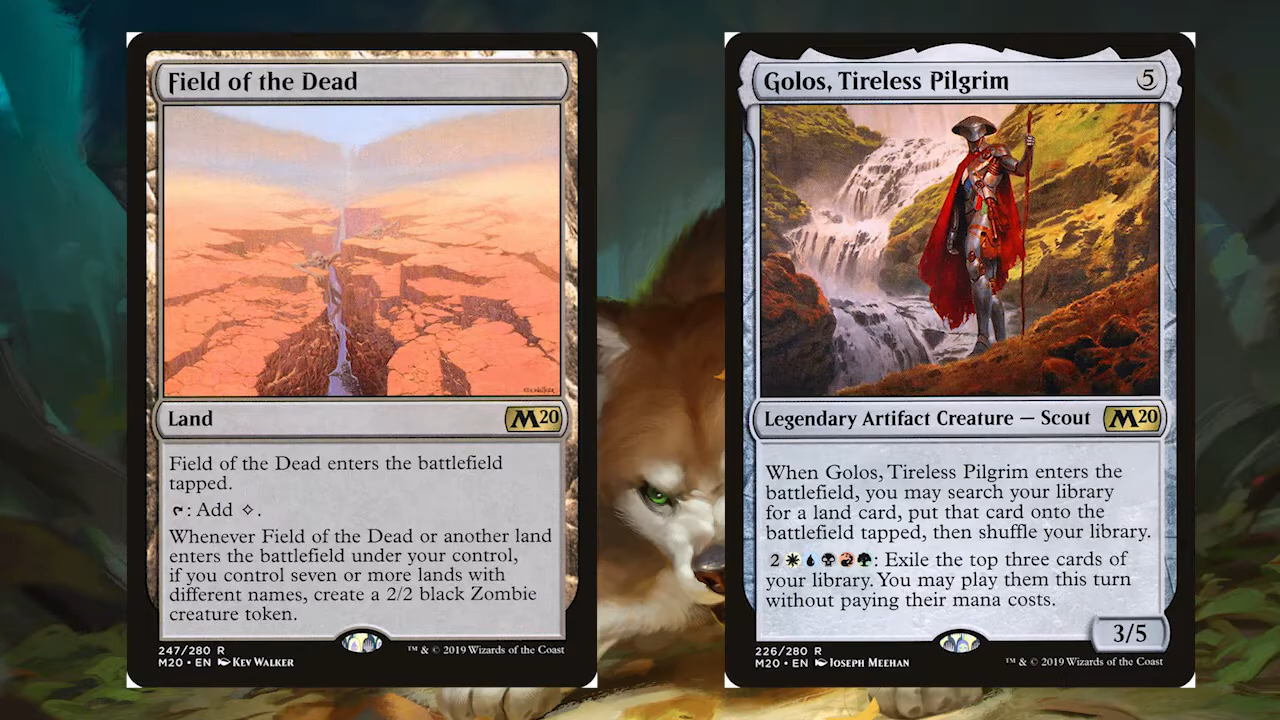 Field of the Dead
Land
M20
Field of the Dead enters the battlefield
tapped.
: Add .
Whenever Field of the Dead or another land
enters the battlefield under your control,
if you control seven or more lands with
different names, create a 2/2 black Zombie
creature token.
247/280 R
M20 • EN KEV WALKER
™ & © 2019 Wizards of the Coast
Golos, Tireless Pilgrim
5
Legendary Artifact Creature — Scout
M20
When Golos, Tireless Pilgrim enters the
battlefield, you may search your library
for a land card, put that card onto the
battlefield tapped, then shuffle your library.
2 : Exile the top three cards of
your library. You may play them this turn
without paying their mana costs.
3/5
226/280 R
M20 • EN JOSEPH MEEHAN
™ & © 2019 Wizards of the Coast